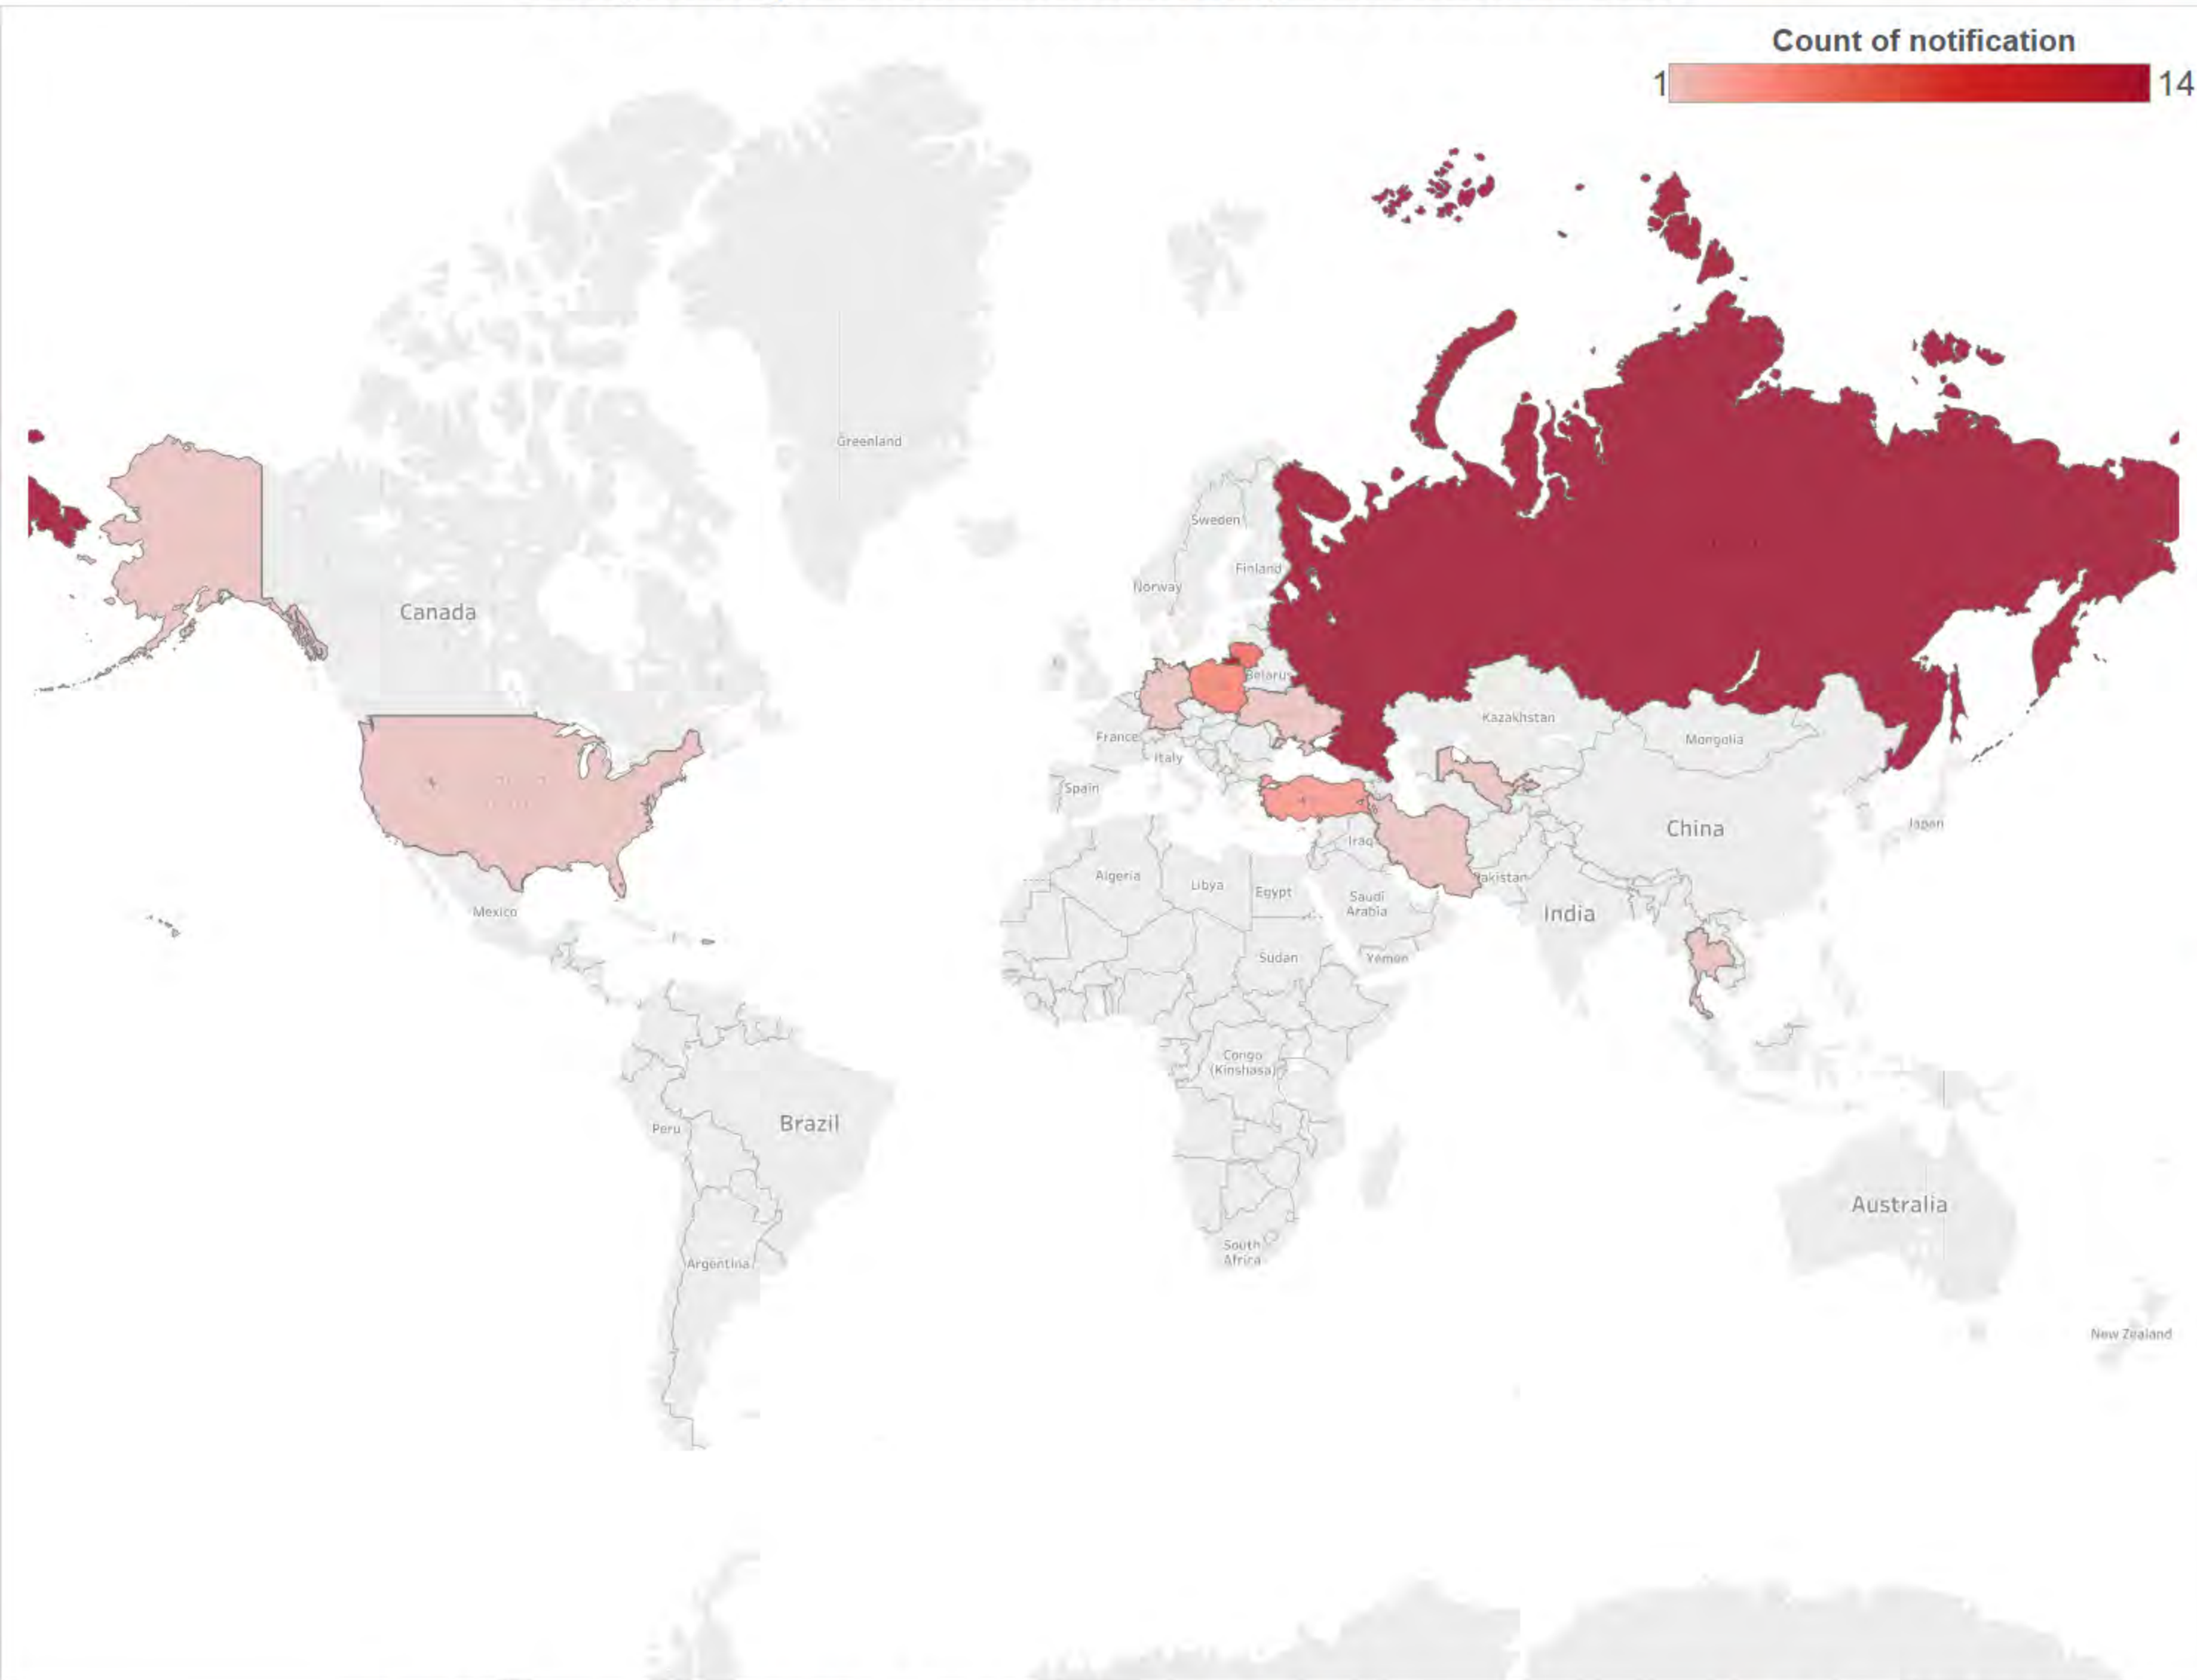 Count of notification
1
14
Greenland
Sweden
Finland
Norway
Canada
Belarus
France
Italy
Kazakhstan
Mongolia
Spain
China
Japan
Iraq
Algeria
Libya
Egypt
Saudi
Arabia
Pakistan
India
Mexico
Sudan
Yemen
Congo
(Kinshasa)
Brazil
Peru
Australia
South
Africa
Argentina
New Zealand